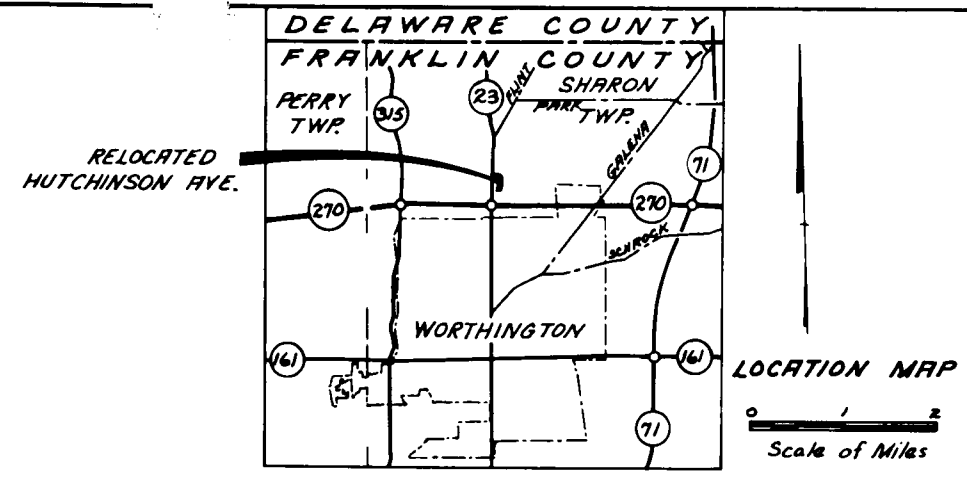 DELAWARE COUNTY
FRANKLIN COUNTY
PERRY
TWP.
315
23
FLINT
SHARON
PARK TWP.
GALENA
71
RELOCATED
HUTCHINSON AVE.
270
270
SCHROCK
WORTHINGTON
161
161
71
LOCATION MAP
0 1 2
Scale of Miles